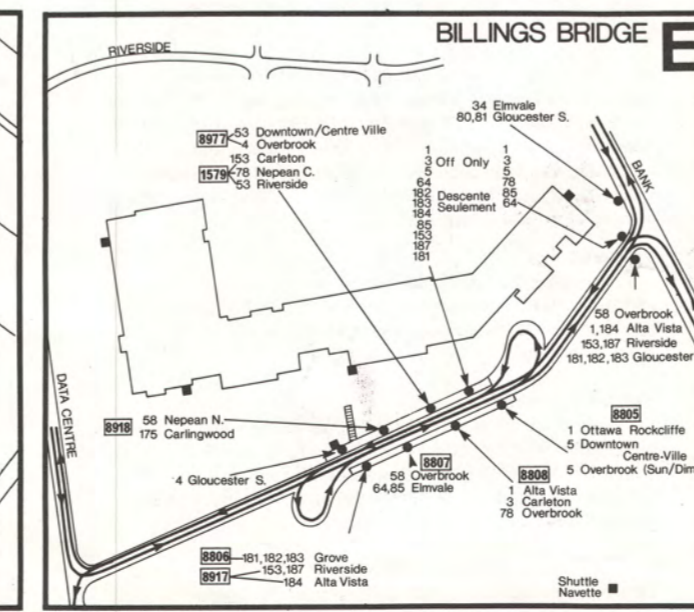 BILLINGS BRIDGE E
RIVERSIDE
34 Elmvale
80,81 Gloucester S.
8977 53 Downtown/Centre Ville
4 Overbrook
153 Carleton
1579 78 Nepean C.
53 Riverside
1
3 Off Only
5
64
182 Descente
183 Seulement
184
85
153
187
181
1
3
5
78
85
64
BANK
58 Overbrook
1,184 Alta Vista
153,187 Riverside
181,182,183 Gloucester
DATA CENTRE
8918 58 Nepean N.
175 Carlingwood
4 Gloucester S.
8805
1 Ottawa Rockcliffe
5 Downtown
Centre-Ville
5 Overbrook (Sun/Dim
8807
58 Overbrook
64,85 Elmvale
8808
1 Alta Vista
3 Carleton
78 Overbrook
8806 181,182,183 Grove
8917 153,187 Riverside
184 Alta Vista
Shuttle
Navette